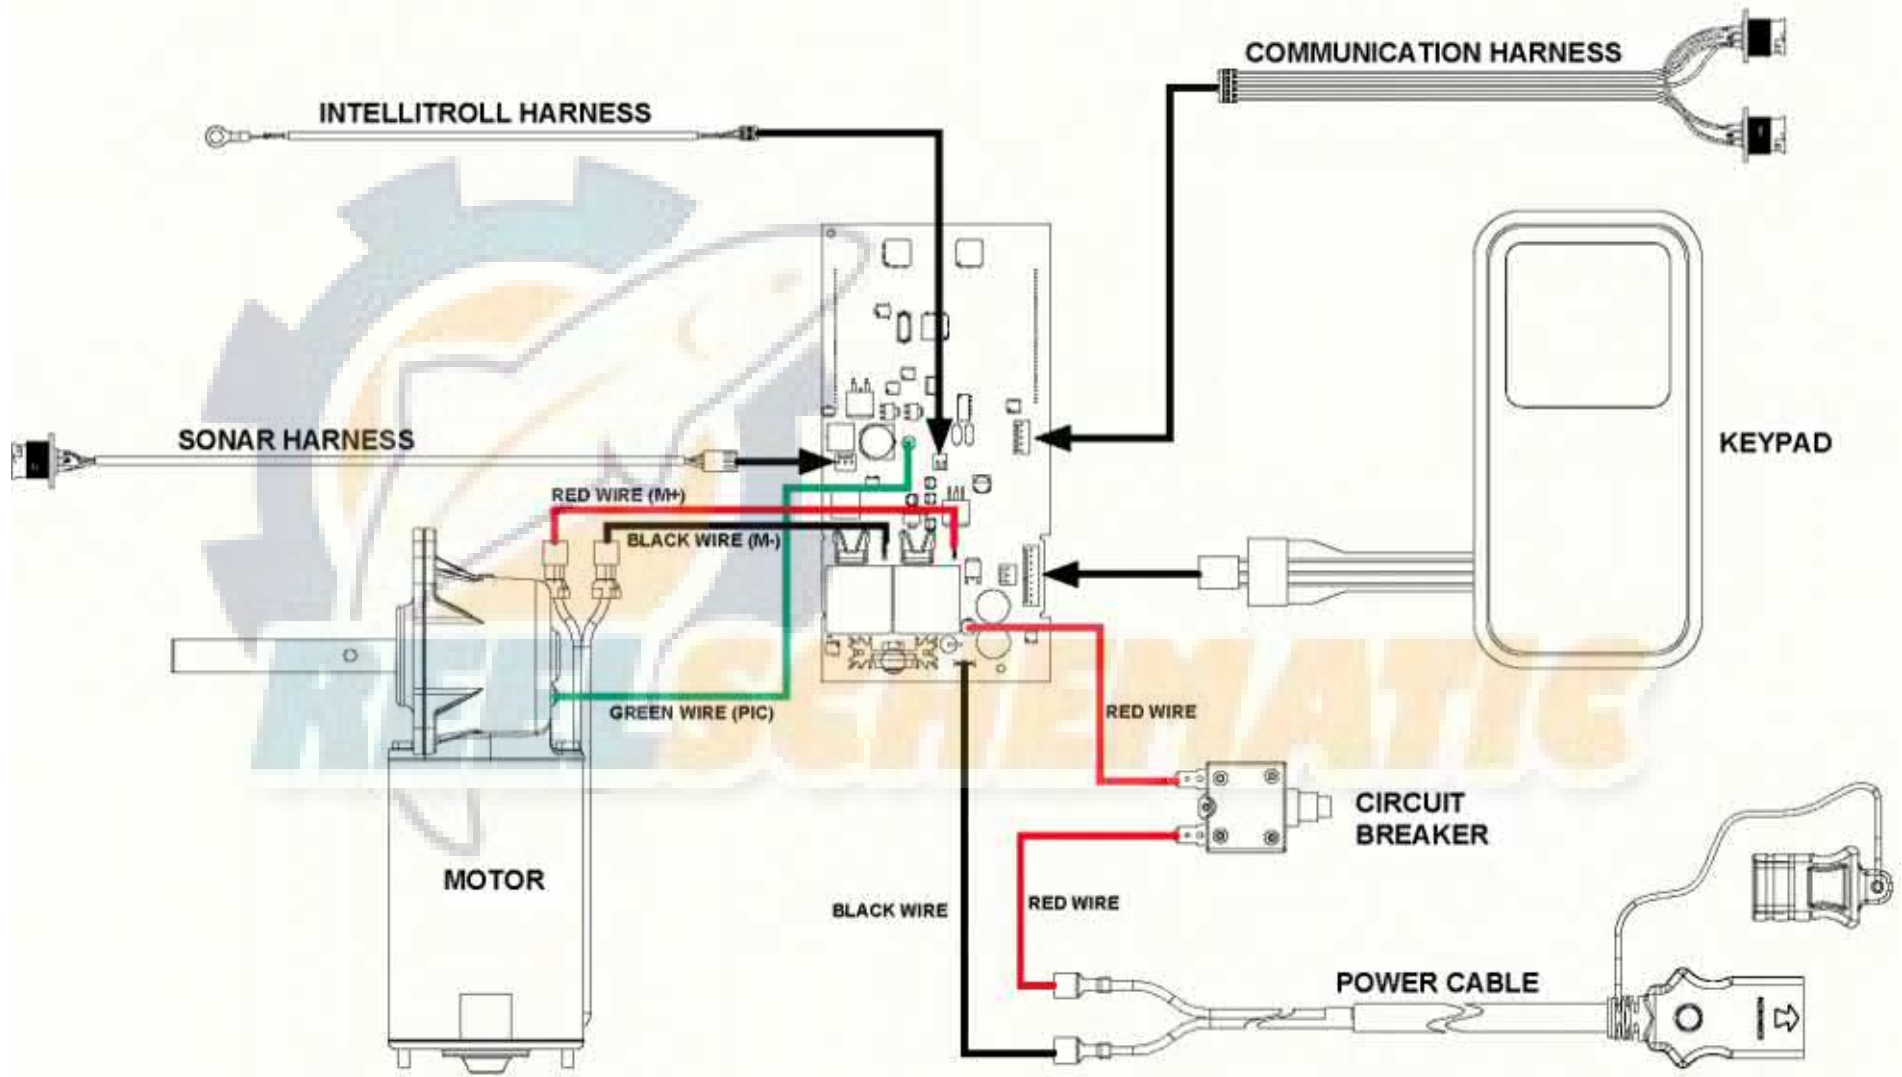 COMMUNICATION HARNESS
INTELLITROLL HARNESS
SONAR HARNESS
KEYPAD
RED WIRE (M+)
BLACK WIRE (M-)
GREEN WIRE (PIC)
REELSCHEMATIC
RED WIRE
CIRCUIT
BREAKER
MOTOR
BLACK WIRE
RED WIRE
POWER CABLE